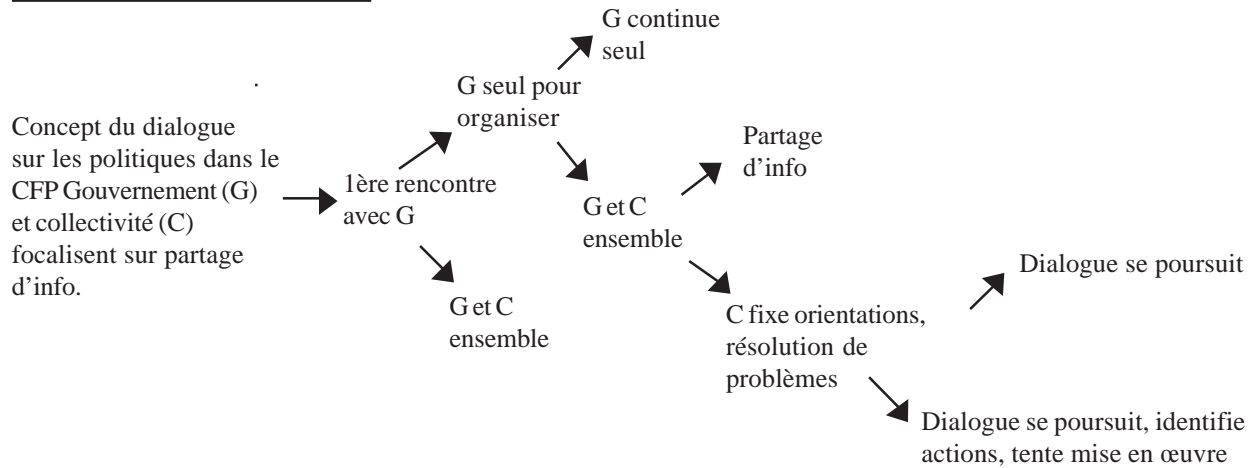 Concept du dialogue
sur les politiques dans le
CFP Gouvernement (G)
et collectivité (C)
focalisent sur partage
d’info.
1ère rencontre
avec G
G seul pour
organiser
G et C
ensemble
G continue
seul
G et C
ensemble
Partage
d’info
C fixe orientations,
résolution de
problèmes
Dialogue se poursuit
Dialogue se poursuit, identifie
actions, tente mise en œuvre